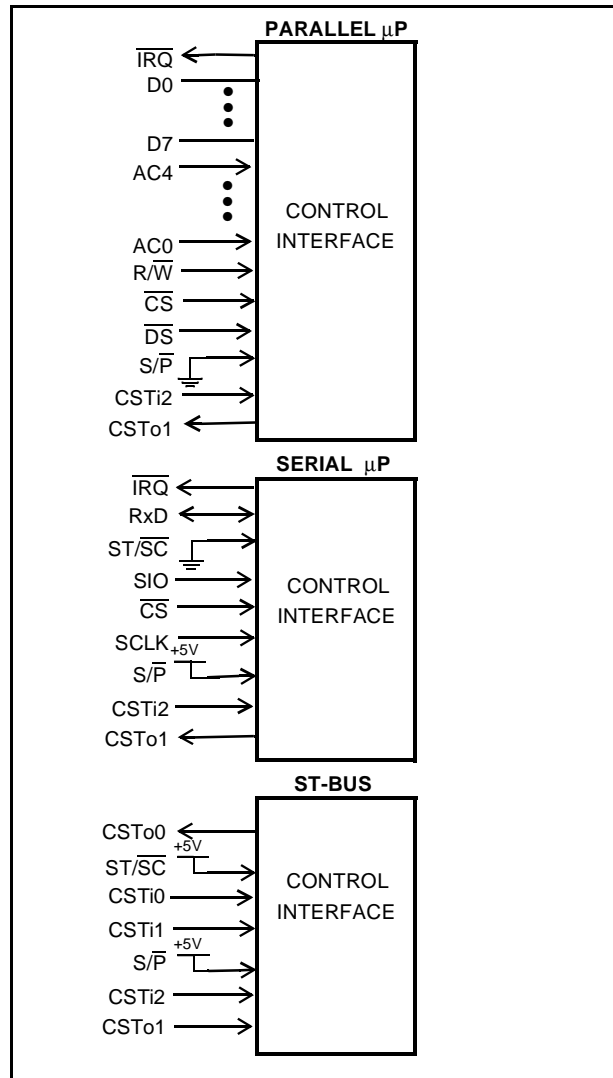 PARALLEL μP
IRQ
D0
D7
AC4
AC0
R/W
CS
DS
S/P
CSTi2
CSTo1
CONTROL
INTERFACE
SERIAL μP
IRQ
RxD
ST/SC
SIO
CS
SCLK
+5V
S/P
CSTi2
CSTo1
CONTROL
INTERFACE
ST-BUS
CSTo0
+5V
ST/SC
CSTi0
CSTi1
+5V
S/P
CSTi2
CSTo1
CONTROL
INTERFACE